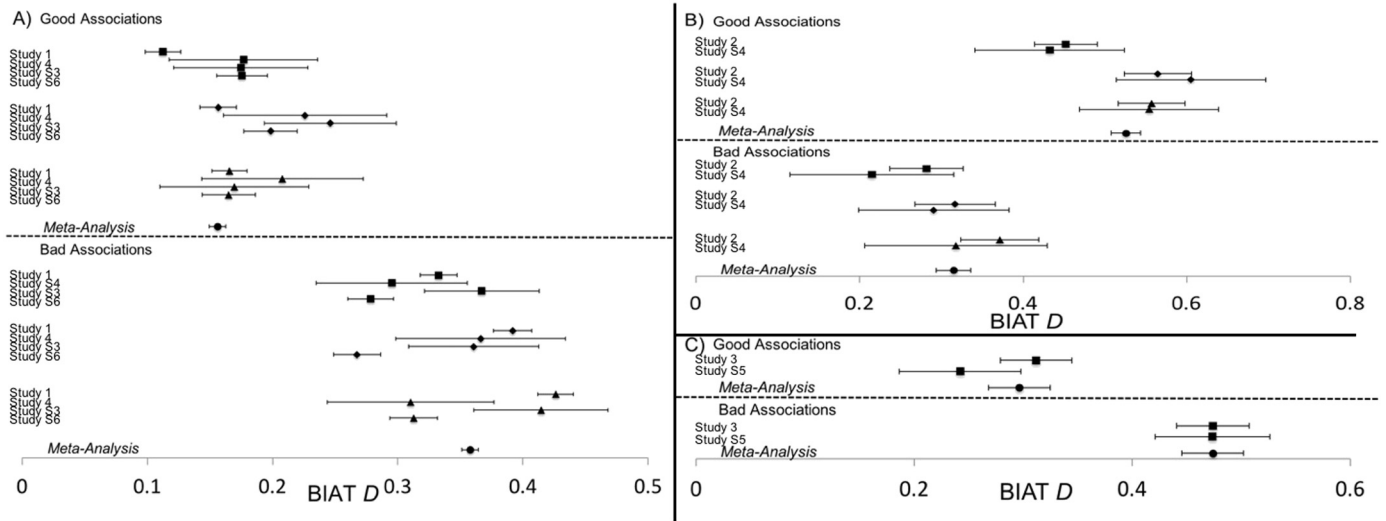 A) Good Associations
Study 1
Study 4
Study S3
Study S6
Study 1
Study 4
Study S3
Study S6
Study 1
Study 4
Study S3
Study S6
Meta-Analysis
Bad Associations
Study 1
Study S4
Study S3
Study S6
Study 1
Study 4
Study S3
Study S6
Study 1
Study 4
Study S3
Study S6
Meta-Analysis
0 0.1 0.2 0.3 0.4 0.5
BIAT D
B) Good Associations
Study 2
Study S4
Study 2
Study S4
Study 2
Study S4
Meta-Analysis
Bad Associations
Study 2
Study S4
Study 2
Study S4
Study 2
Study S4
Meta-Analysis
0 0.2 0.4 0.6 0.8
BIAT D
C) Good Associations
Study 3
Study S5
Meta-Analysis
Bad Associations
Study 3
Study S5
Meta-Analysis
0 0.2 0.4 0.6
BIAT D